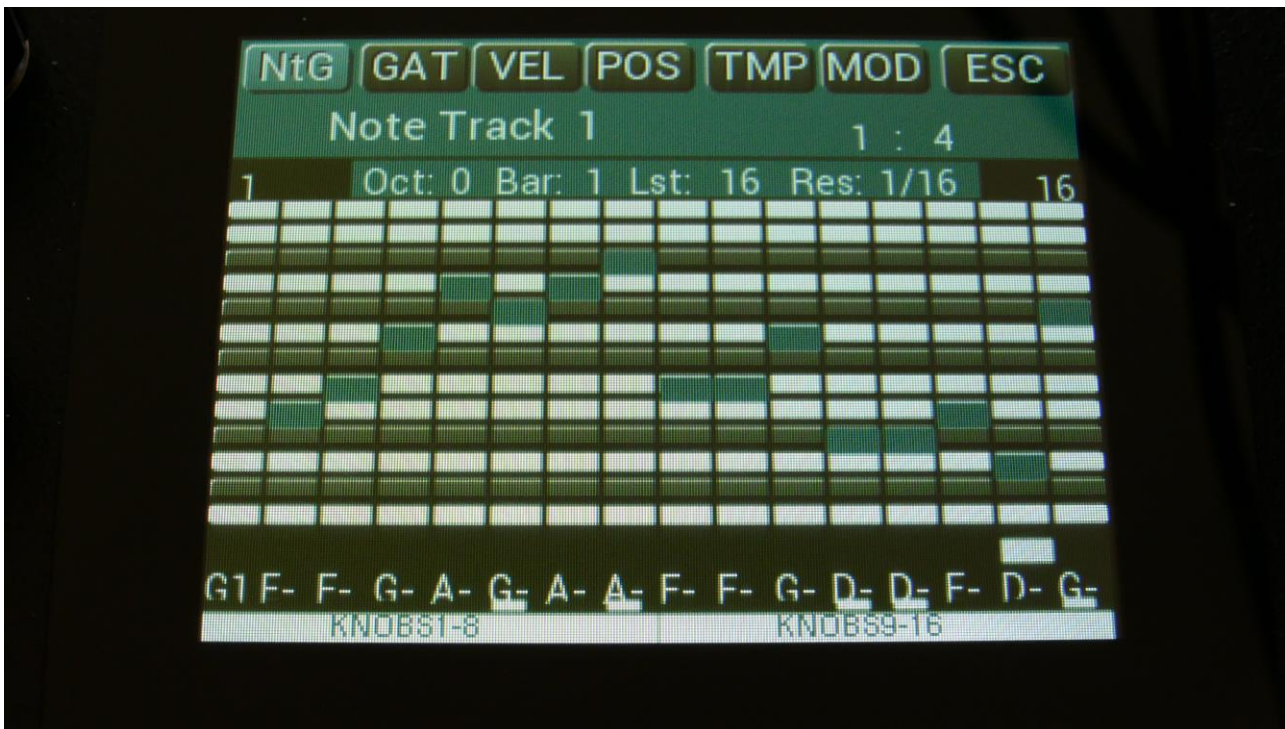 NtG GAT VEL POS TMP MOD ESC
Note Track 1 1 : 4
1 Oct: 0 Bar: 1 Lst: 16 Res: 1/16 16
G1 F- F- G- A- G- A- A- F- F- G- D- D- F- D- G-
KNOBS1-8 KNOBS9-16